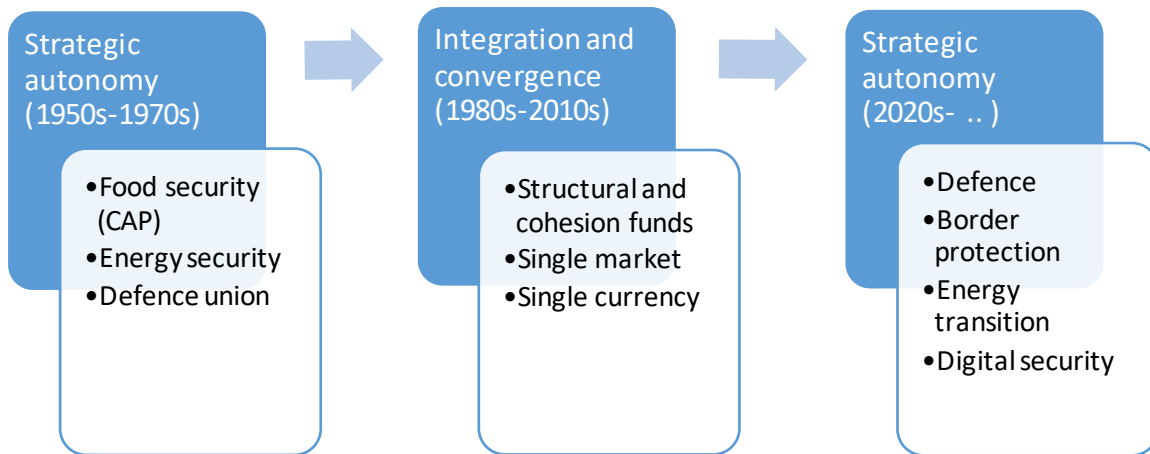 Strategic
autonomy
(1950s-1970s)
•Food security
(CAP)
•Energy security
•Defence union
Integration and
convergence
(1980s-2010s)
•Structural and
cohesion funds
•Single market
•Single currency
Strategic
autonomy
(2020s- .. )
•Defence
•Border
protection
•Energy
transition
•Digital security